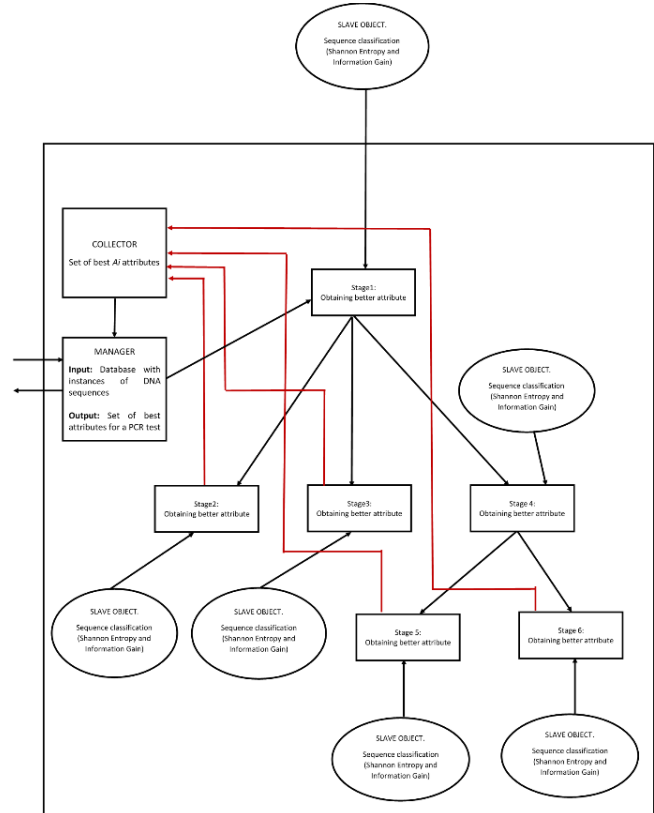 SLAVE OBJECT.
Sequence classification
(Shannon Entropy and
Information Gain)
COLLECTOR
Set of best Ai attributes
Stage1:
Obtaining better attribute
MANAGER
Input: Database with
instances of DNA
sequences
Output: Set of best
attributes for a PCR test
SLAVE OBJECT.
Sequence classification
(Shannon Entropy and
Information Gain)
Stage2:
Obtaining better attribute
Stage3:
Obtaining better attribute
Stage 4:
Obtaining better attribute
SLAVE OBJECT.
Sequence classification
(Shannon Entropy and
Information Gain)
SLAVE OBJECT.
Sequence classification
(Shannon Entropy and
Information Gain)
Stage 5:
Obtaining better attribute
Stage 6:
Obtaining better attribute
SLAVE OBJECT.
Sequence classification
(Shannon Entropy and
Information Gain)
SLAVE OBJECT.
Sequence classification
(Shannon Entropy and
Information Gain)